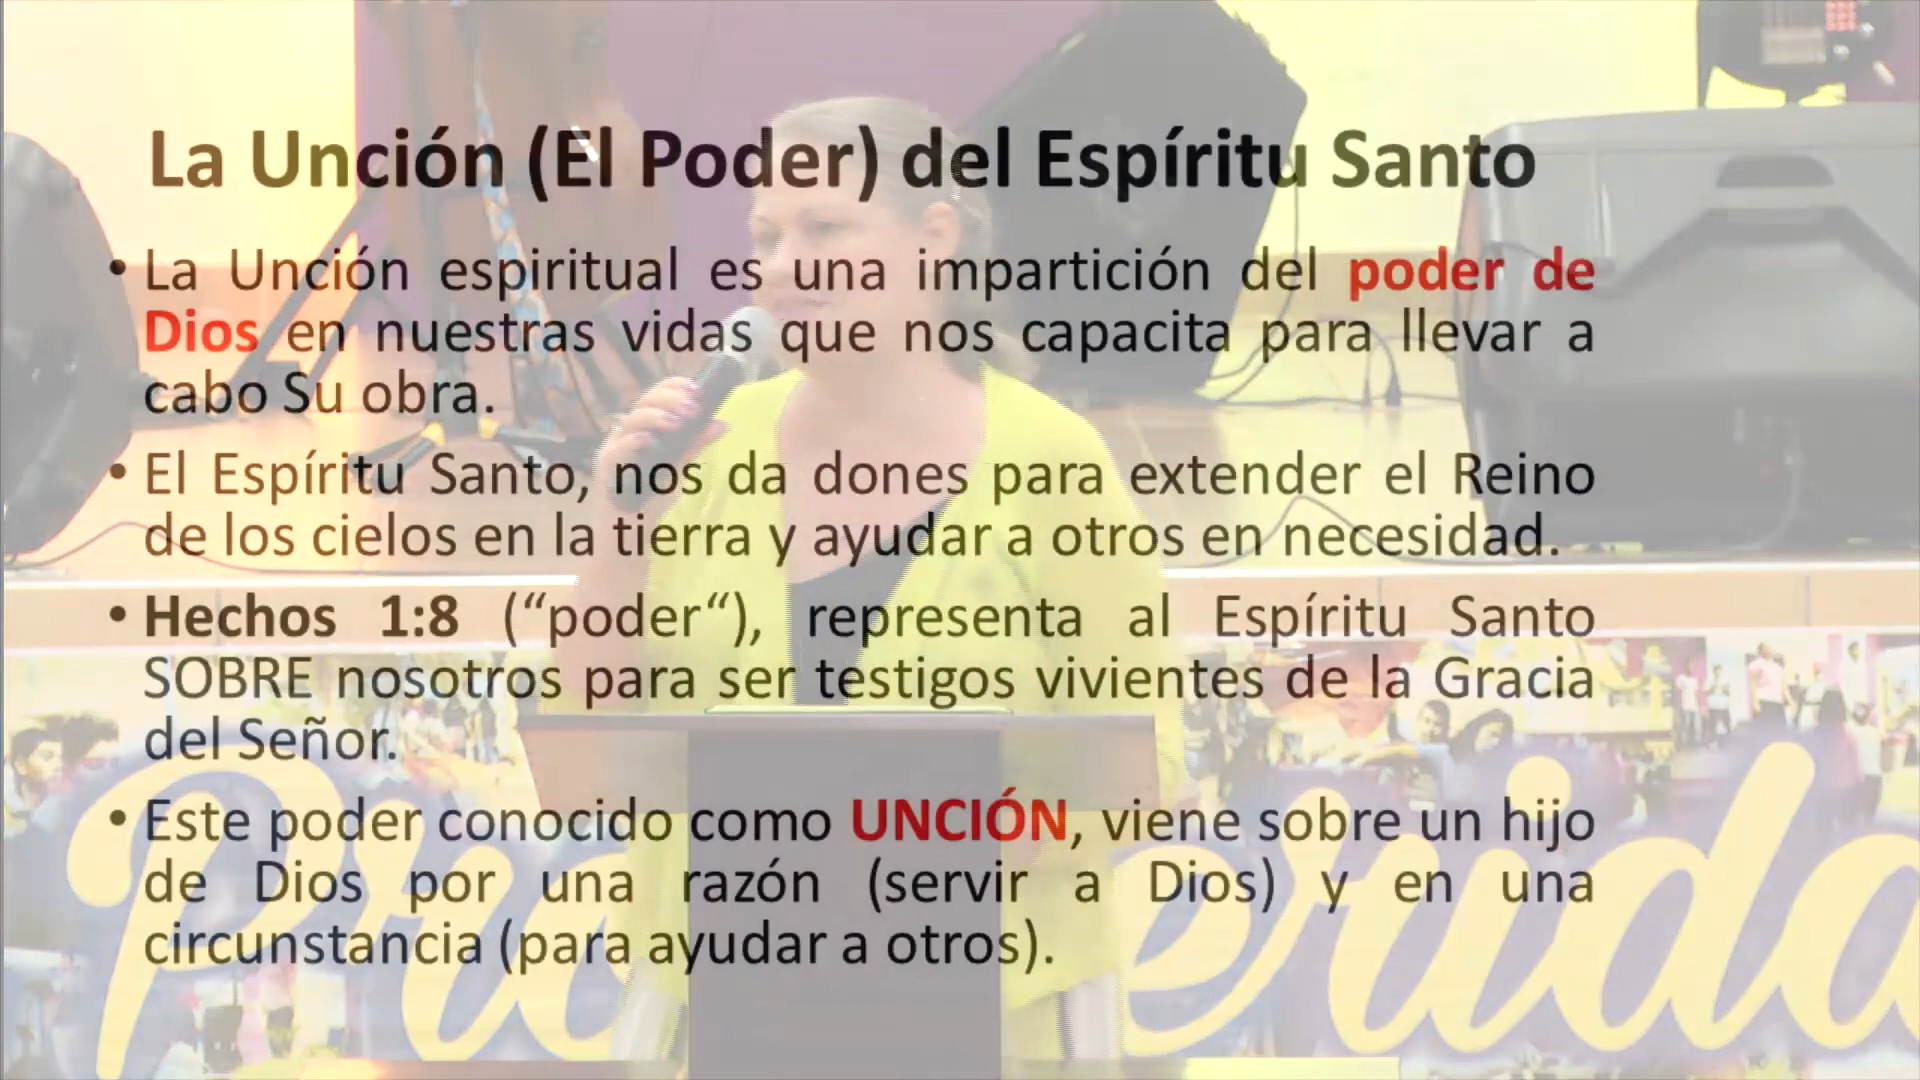 La Unción (El Poder) del Espíritu Santo
• La Unción espiritual es una impartición del poder de
Dios en nuestras vidas que nos capacita para llevar a
cabo Su obra.
• El Espíritu Santo, nos da dones para extender el Reino
de los cielos en la tierra y ayudar a otros en necesidad.
• Hechos 1:8 (“poder“), representa al Espíritu Santo
SOBRE nosotros para ser testigos vivientes de la Gracia
del Señor.
• Este poder conocido como UNCIÓN, viene sobre un hijo
de Dios por una razón (servir a Dios) y en una
circunstancia (para ayudar a otros).